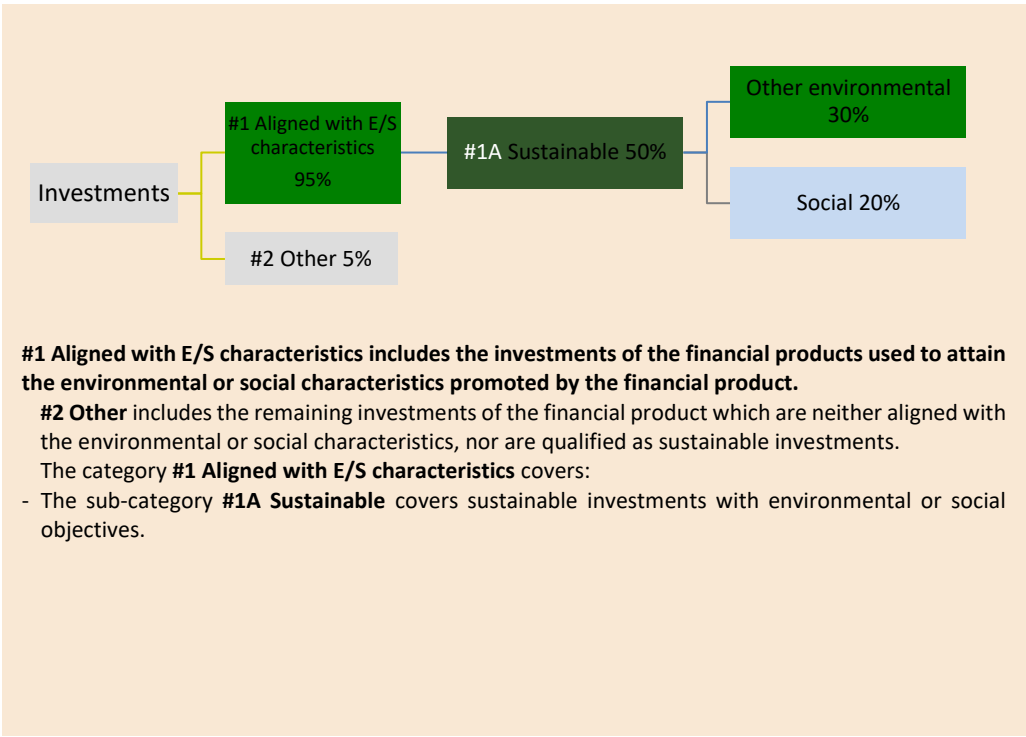 Investments
#1 Aligned with E/S
characteristics
95%
#2 Other 5%
#1A Sustainable 50%
Other environmental
30%
Social 20%
#1 Aligned with E/S characteristics includes the investments of the financial products used to attain
the environmental or social characteristics promoted by the financial product.
#2 Other includes the remaining investments of the financial product which are neither aligned with
the environmental or social characteristics, nor are qualified as sustainable investments.
The category #1 Aligned with E/S characteristics covers:
- The sub-category #1A Sustainable covers sustainable investments with environmental or social
objectives.